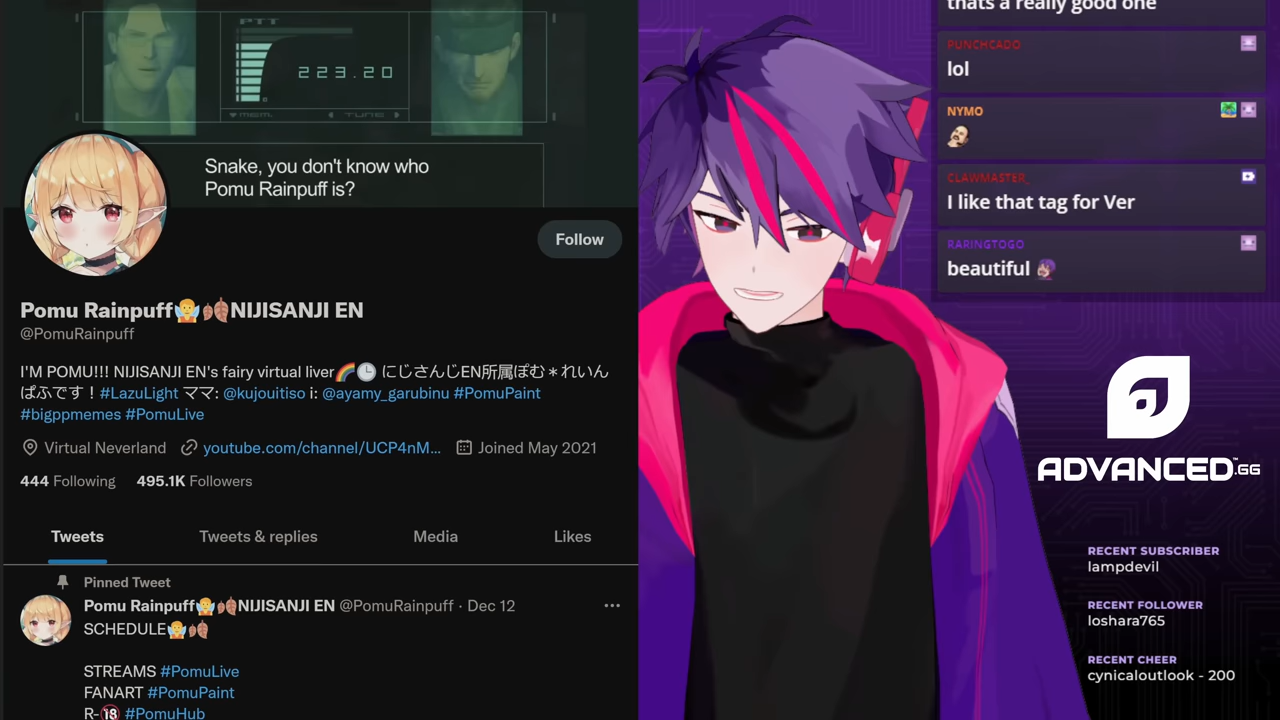 PTT
223.20
MEM.
TUNE
Snake, you don't know who
Pomu Rainpuff is?
Follow
Pomu Rainpuff🧚🍂NIJISANJI EN
@PomuRainpuff
I'M POMU!!! NIJISANJI EN's fairy virtual liver🌈🕒 にじさんじEN所属ぽむ＊れいん
ぱふです！#LazuLight ママ: @kujouitiso i: @ayamy_garubinu #PomuPaint
#bigppmemes #PomuLive
Virtual Neverland youtube.com/channel/UCP4nM... Joined May 2021
444 Following 495.1K Followers
Tweets Tweets & replies Media Likes
Pinned Tweet
Pomu Rainpuff🧚🍂NIJISANJI EN @PomuRainpuff · Dec 12
SCHEDULE🧚🍂
STREAMS #PomuLive
FANART #PomuPaint
R-🔞 #PomuHub
thats a really good one
PUNCHCADO
lol
NYMO
CLAWMASTER_
I like that tag for Ver
RARINGTOGO
beautiful
ADVANCED™.GG
RECENT SUBSCRIBER
lampdevil
RECENT FOLLOWER
loshara765
RECENT CHEER
cynicaloutlook - 200